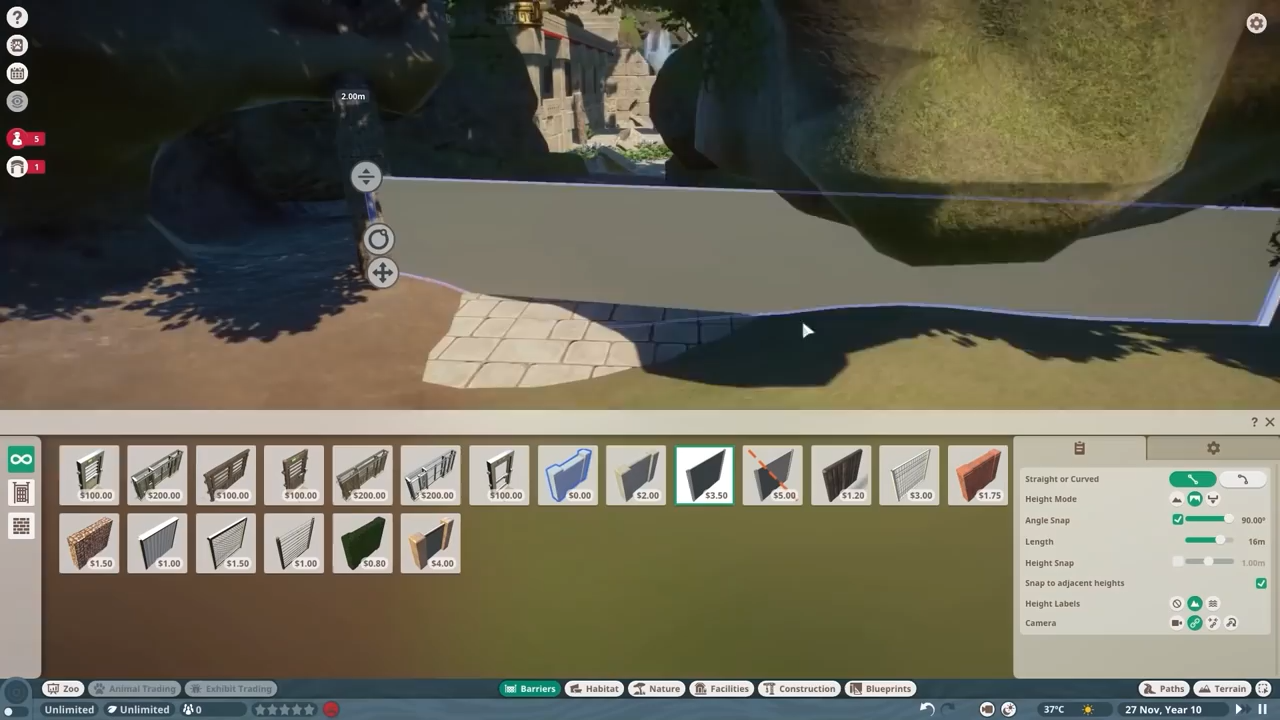 ?
5
1
2.00m
? ×
$100.00 $200.00 $100.00 $100.00 $200.00 $200.00 $100.00 $0.00 $2.00 $3.50 $5.00 $1.20 $3.00 $1.75
$1.50 $1.00 $1.50 $1.00 $0.80 $4.00
Straight or Curved
Height Mode
Angle Snap 90.00°
Length 16m
Height Snap 1.00m
Snap to adjacent heights
Height Labels
Camera
Zoo Animal Trading Exhibit Trading Barriers Habitat Nature Facilities Construction Blueprints Paths Terrain
Unlimited Unlimited 0 37°C 27 Nov, Year 10